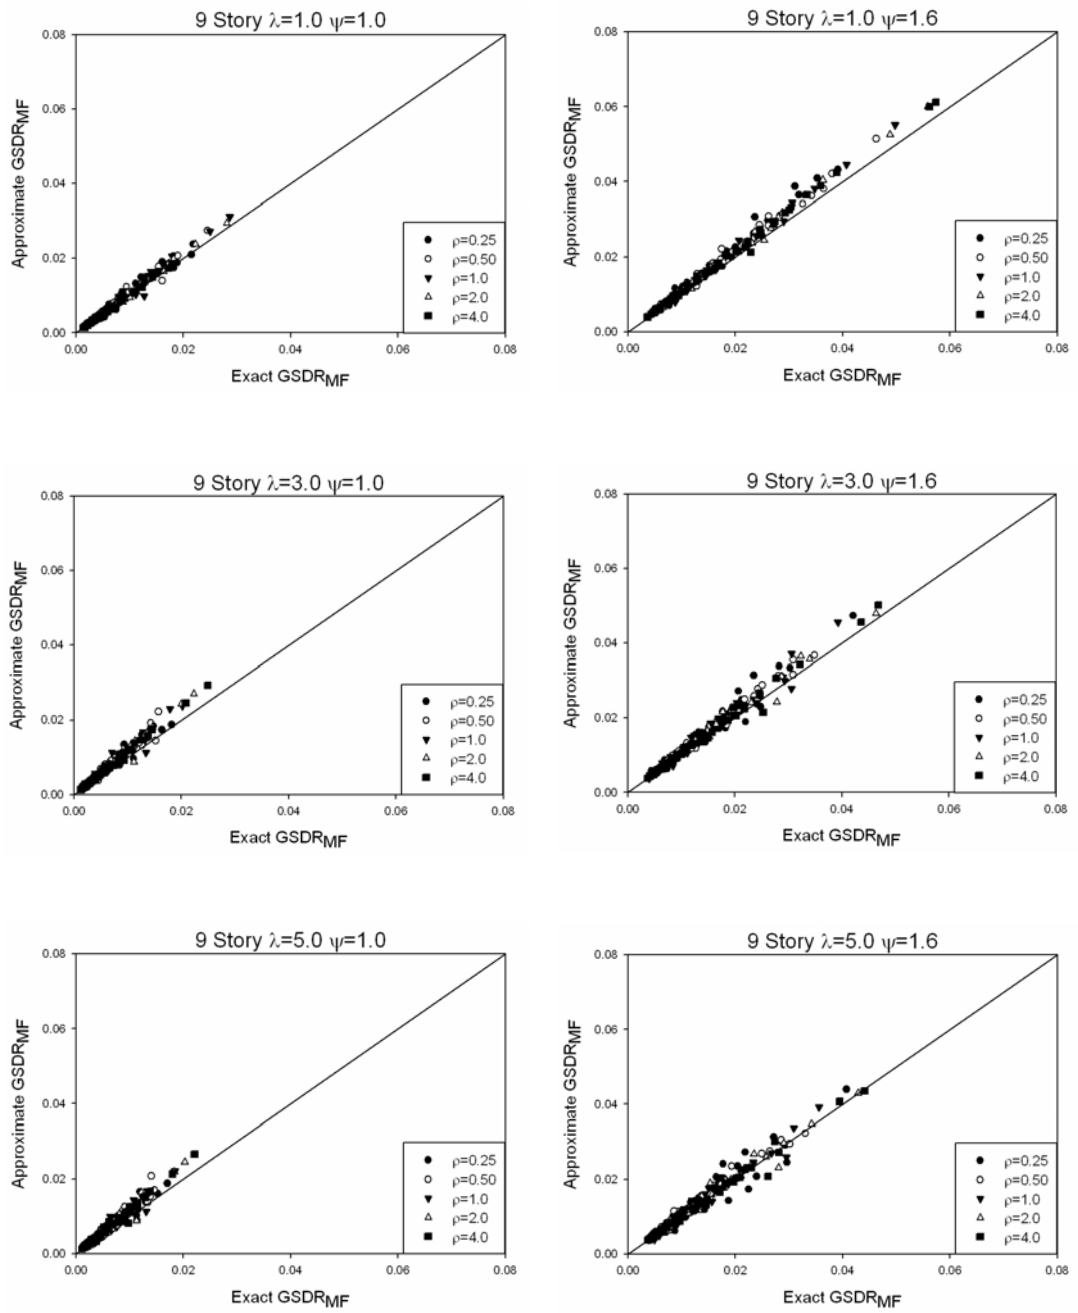 9 Story λ=1.0 ψ=1.0
0.08
0.06
0.04
0.02
0.00
Approximate GSDRMF
ρ=0.25
ρ=0.50
ρ=1.0
ρ=2.0
ρ=4.0
0.00 0.02 0.04 0.06 0.08
Exact GSDRMF
9 Story λ=1.0 ψ=1.6
0.08
0.06
0.04
0.02
0.00
Approximate GSDRMF
ρ=0.25
ρ=0.50
ρ=1.0
ρ=2.0
ρ=4.0
0.00 0.02 0.04 0.06 0.08
Exact GSDRMF
9 Story λ=3.0 ψ=1.0
0.08
0.06
0.04
0.02
0.00
Approximate GSDRMF
ρ=0.25
ρ=0.50
ρ=1.0
ρ=2.0
ρ=4.0
0.00 0.02 0.04 0.06 0.08
Exact GSDRMF
9 Story λ=3.0 ψ=1.6
0.08
0.06
0.04
0.02
0.00
Approximate GSDRMF
ρ=0.25
ρ=0.50
ρ=1.0
ρ=2.0
ρ=4.0
0.00 0.02 0.04 0.06 0.08
Exact GSDRMF
9 Story λ=5.0 ψ=1.0
0.08
0.06
0.04
0.02
0.00
Approximate GSDRMF
ρ=0.25
ρ=0.50
ρ=1.0
ρ=2.0
ρ=4.0
0.00 0.02 0.04 0.06 0.08
Exact GSDRMF
9 Story λ=5.0 ψ=1.6
0.08
0.06
0.04
0.02
0.00
Approximate GSDRMF
ρ=0.25
ρ=0.50
ρ=1.0
ρ=2.0
ρ=4.0
0.00 0.02 0.04 0.06 0.08
Exact GSDRMF